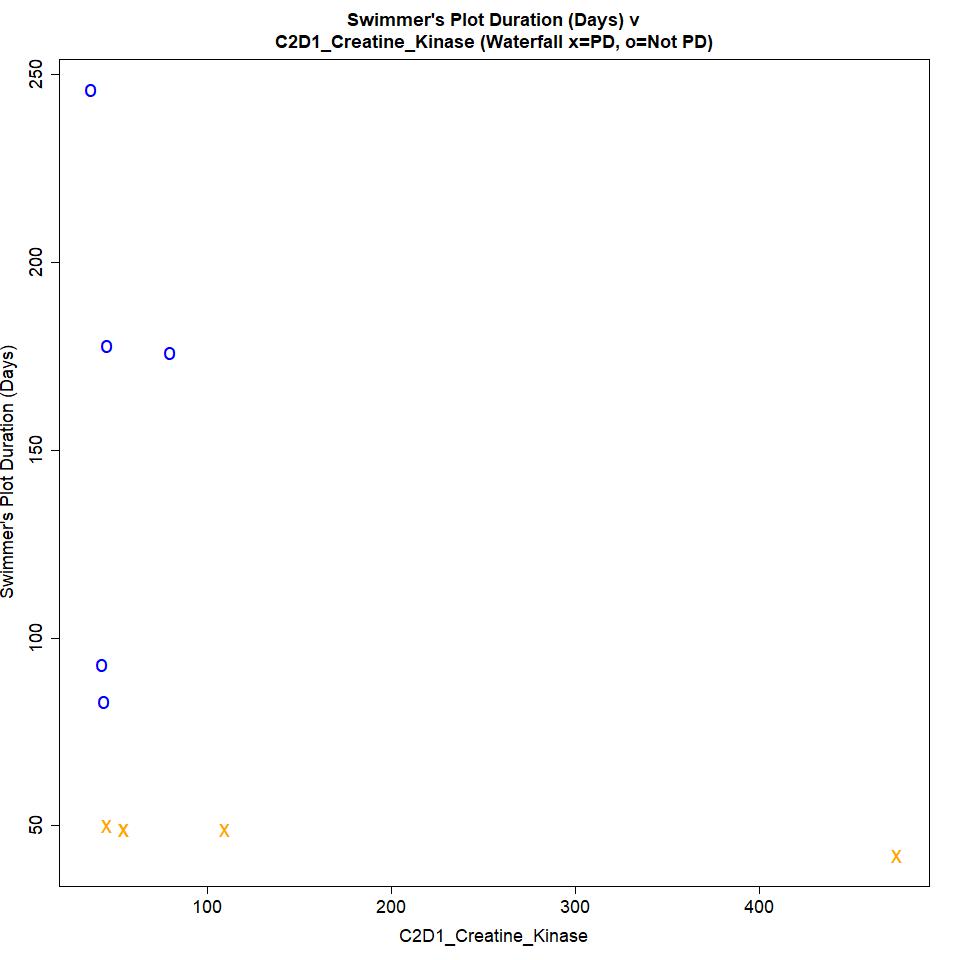 Swimmer's Plot Duration (Days) v
C2D1_Creatine_Kinase (Waterfall x=PD, o=Not PD)
Swimmer's Plot Duration (Days)
250
200
150
100
50
o
o
o
o
o
x
x
x
x
100
200
300
400
C2D1_Creatine_Kinase